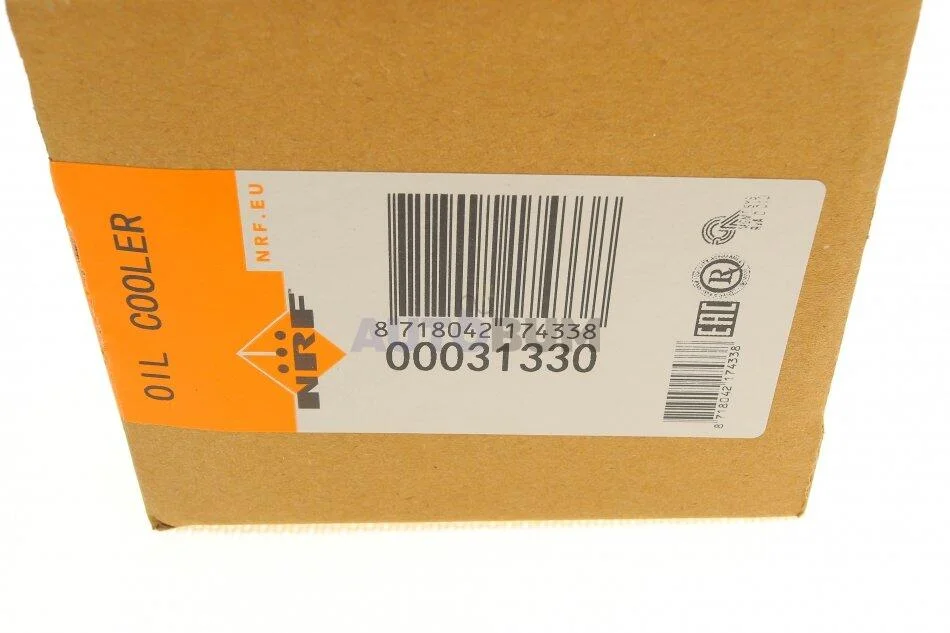 OIL COOLER
NRF.EU
NRF
8 718042 174338
00031330
EAC
8 718042 174338